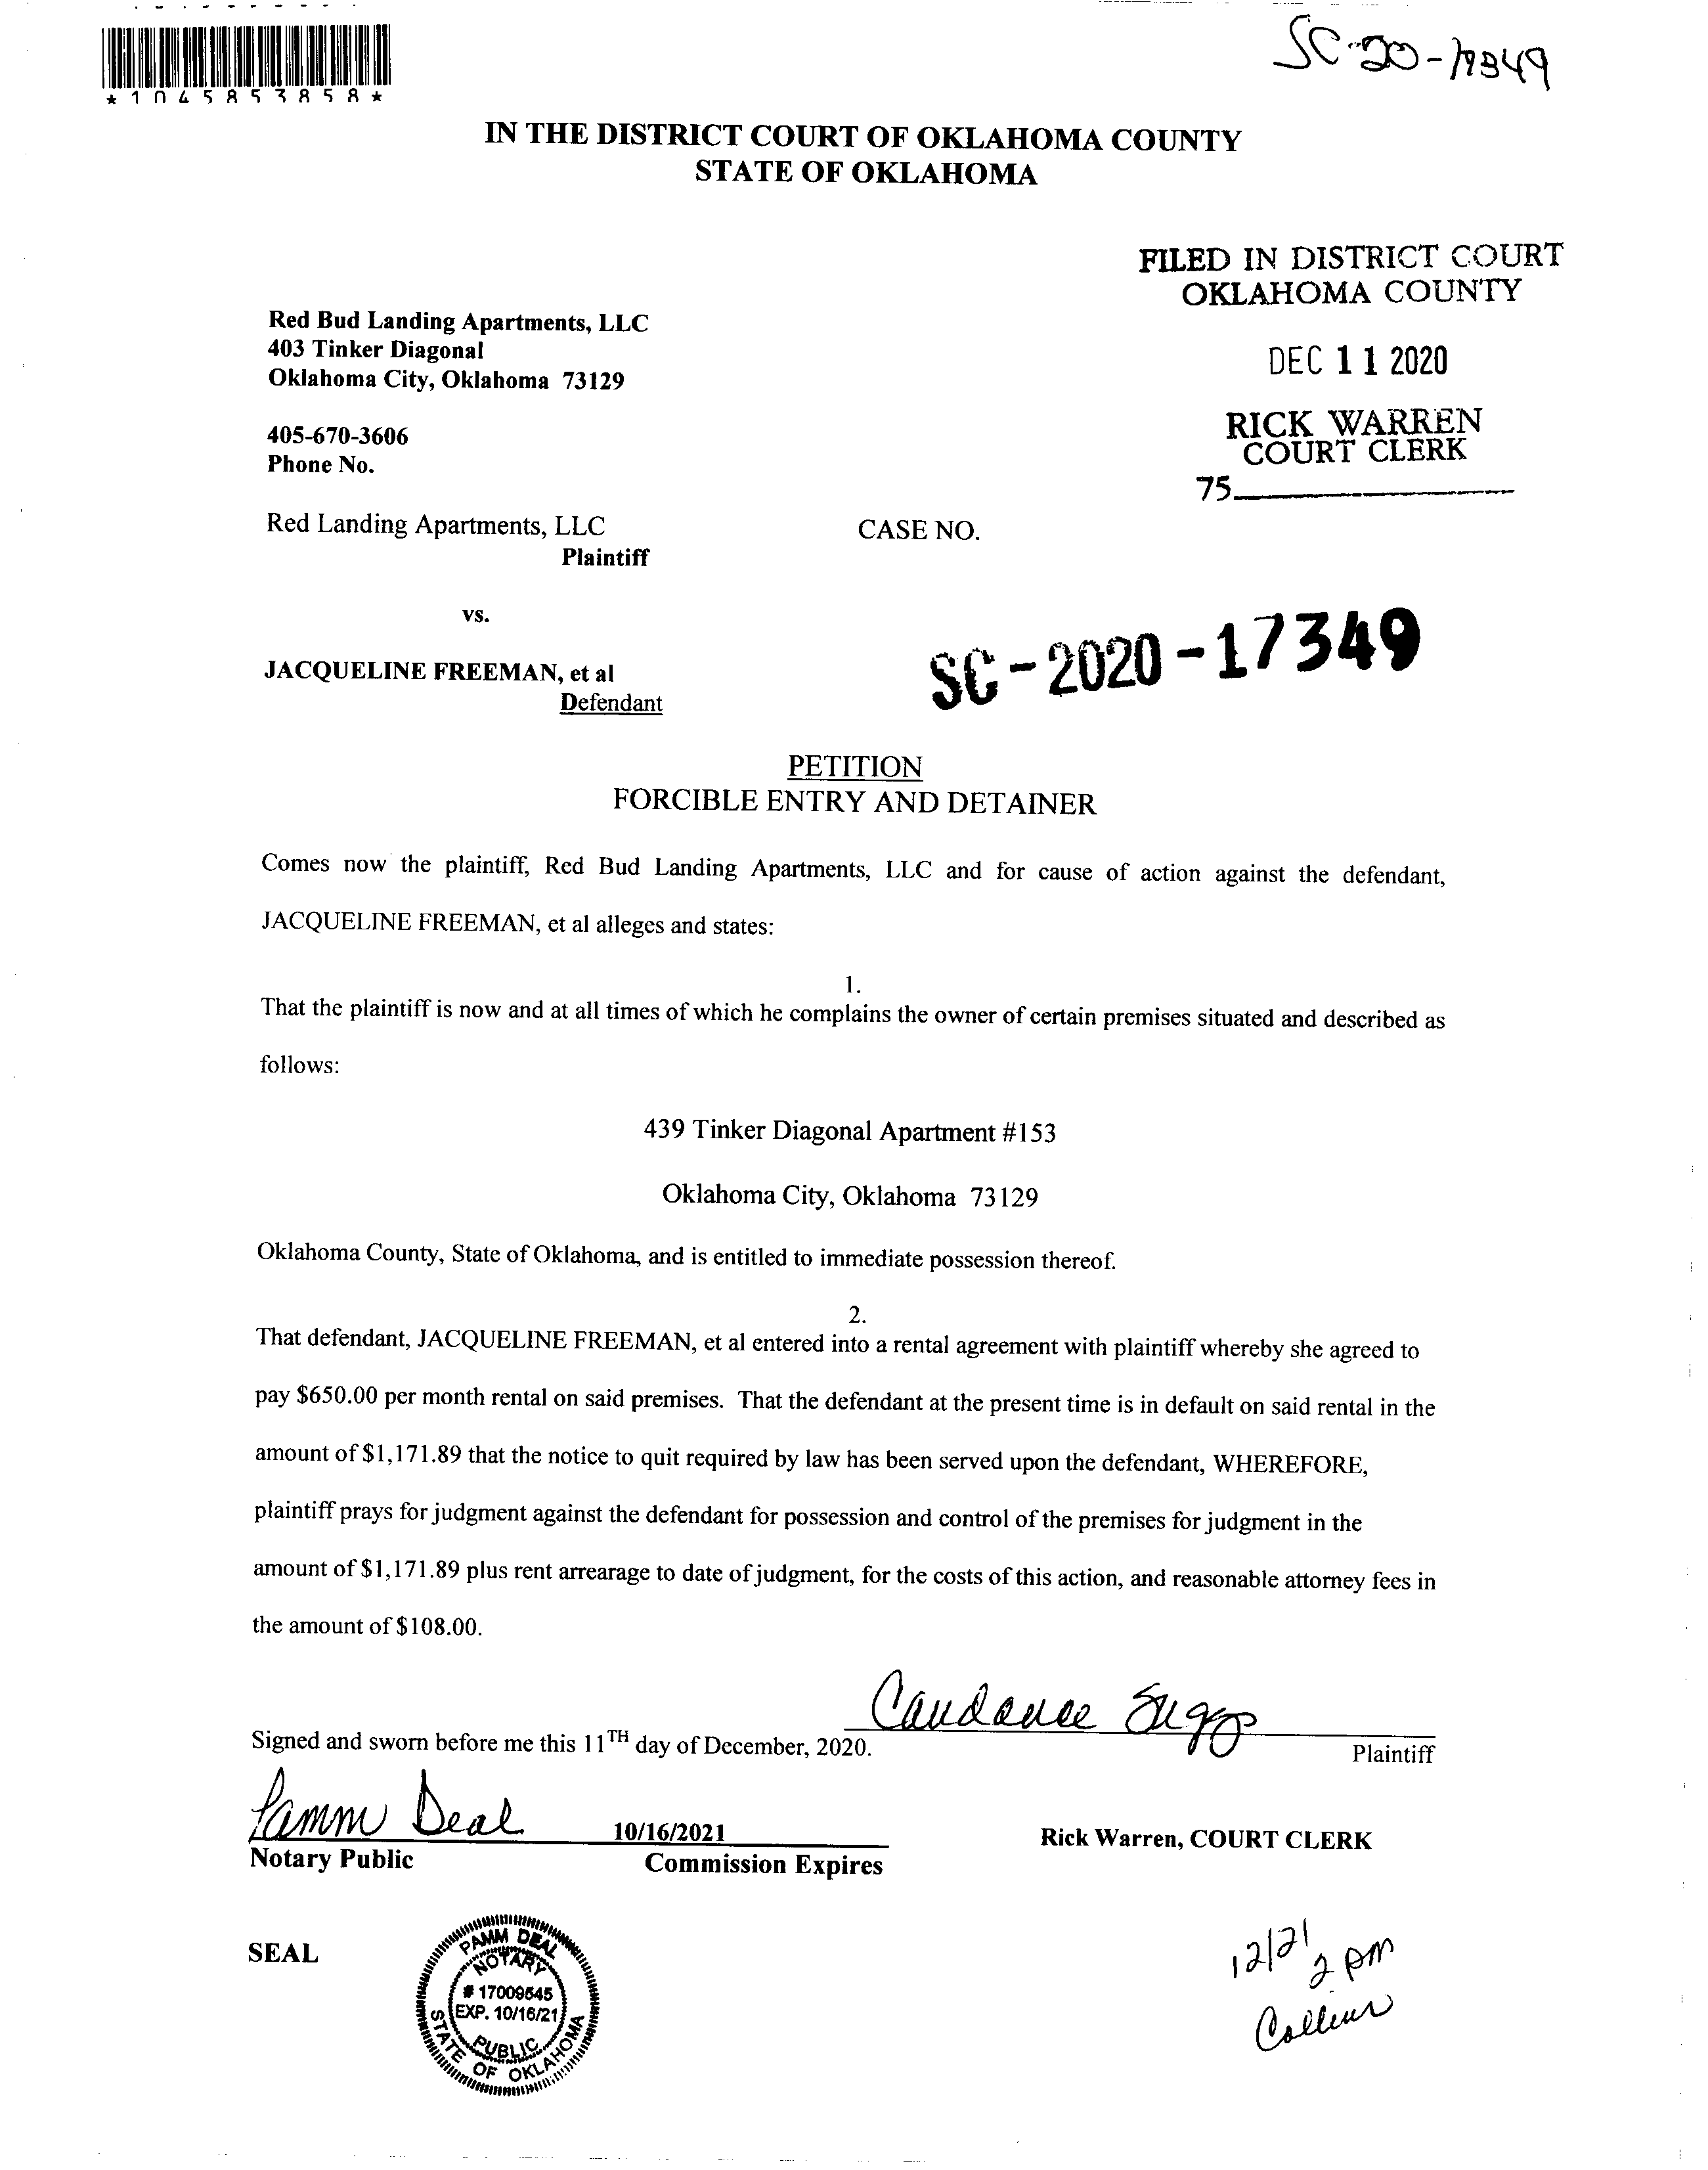 SC-20-17349
*1045853858*
IN THE DISTRICT COURT OF OKLAHOMA COUNTY
STATE OF OKLAHOMA
FILED IN DISTRICT COURT
OKLAHOMA COUNTY
DEC 11 2020
RICK WARREN
COURT CLERK
75
Red Bud Landing Apartments, LLC
403 Tinker Diagonal
Oklahoma City, Oklahoma 73129
405-670-3606
Phone No.
Red Landing Apartments, LLC
Plaintiff
CASE NO.
vs.
SC-2020-17349
JACQUELINE FREEMAN, et al
Defendant
PETITION
FORCIBLE ENTRY AND DETAINER
Comes now the plaintiff, Red Bud Landing Apartments, LLC and for cause of action against the defendant,
JACQUELINE FREEMAN, et al alleges and states:
1.
That the plaintiff is now and at all times of which he complains the owner of certain premises situated and described as
follows:
439 Tinker Diagonal Apartment #153
Oklahoma City, Oklahoma 73129
Oklahoma County, State of Oklahoma, and is entitled to immediate possession thereof.
2.
That defendant, JACQUELINE FREEMAN, et al entered into a rental agreement with plaintiff whereby she agreed to
pay $650.00 per month rental on said premises. That the defendant at the present time is in default on said rental in the
amount of $1,171.89 that the notice to quit required by law has been served upon the defendant, WHEREFORE,
plaintiff prays for judgment against the defendant for possession and control of the premises for judgment in the
amount of $1,171.89 plus rent arrearage to date of judgment, for the costs of this action, and reasonable attorney fees in
the amount of $108.00.
Candance Suggs
Signed and sworn before me this 11TH day of December, 2020.
Plaintiff
Pamm Deal
10/16/2021
Notary Public
Commission Expires
Rick Warren, COURT CLERK
SEAL
PAMM DEAL
NOTARY
# 17009545
EXP. 10/16/21
PUBLIC
STATE OF OKLAHOMA
12/21
2 pm